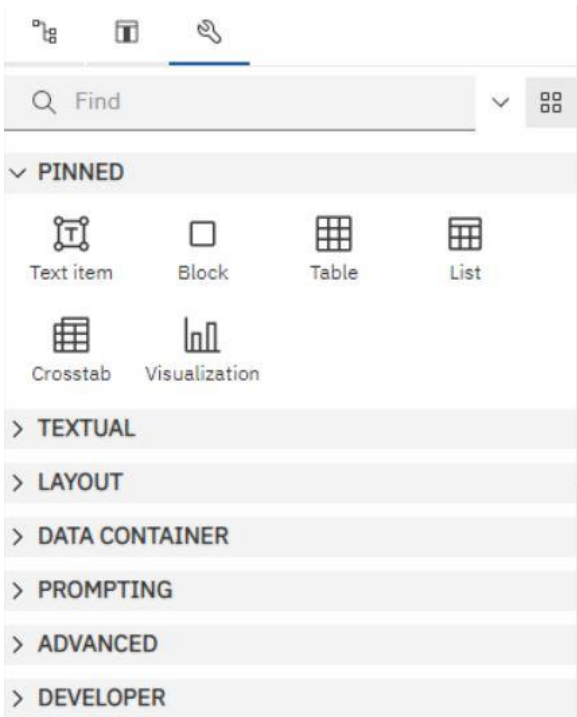 Find
PINNED
Text item Block Table List
Crosstab Visualization
TEXTUAL
LAYOUT
DATA CONTAINER
PROMPTING
ADVANCED
DEVELOPER